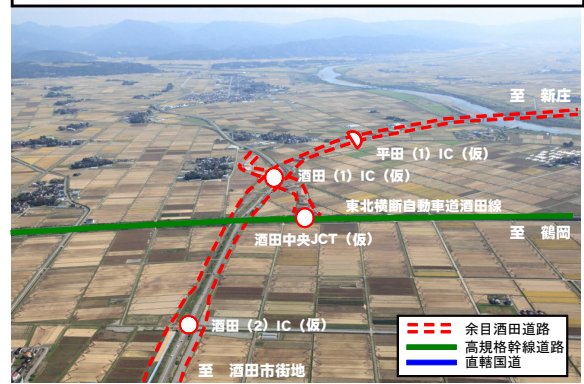 至 新庄
平田（1）IC（仮）
酒田（1）IC（仮）
東北横断自動車道酒田線
酒田中央JCT（仮）
至 鶴岡
酒田（2）IC（仮）
余目酒田道路
高規格幹線道路
直轄国道
至 酒田市街地